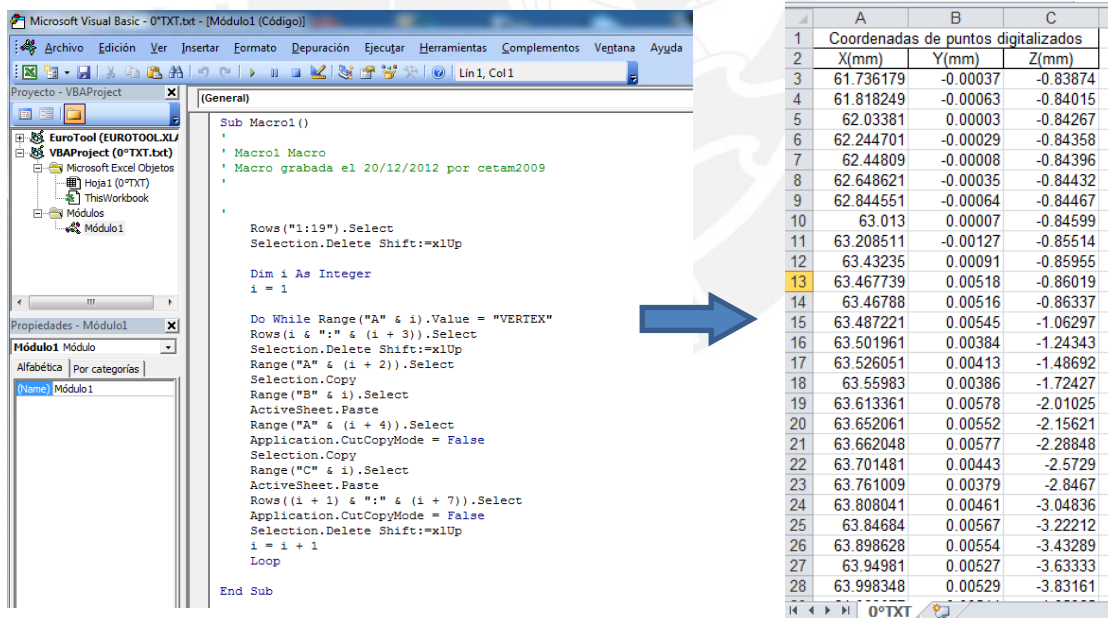 Microsoft Visual Basic - 0°TXT.txt - [Módulo1 (Código)]
Archivo Edición Ver Insertar Formato Depuración Ejecutar Herramientas Complementos Ventana Ayuda
Lín 1, Col 1
Proyecto - VBAProject
EuroTool (EUROTOOL.XLA
VBAProject (0°TXT.txt)
Microsoft Excel Objetos
Hoja1 (0°TXT)
ThisWorkbook
Módulos
Módulo1
Propiedades - Módulo1
Módulo1 Módulo
Alfabética Por categorías
(Name) Módulo1
(General)
Sub Macro1()
'
' Macro1 Macro
' Macro grabada el 20/12/2012 por cetam2009
'
'
Rows("1:19").Select
Selection.Delete Shift:=xlUp
Dim i As Integer
i = 1
Do While Range("A" & i).Value = "VERTEX"
Rows(i & ":" & (i + 3)).Select
Selection.Delete Shift:=xlUp
Range("A" & (i + 2)).Select
Selection.Copy
Range("B" & i).Select
ActiveSheet.Paste
Range("A" & (i + 4)).Select
Application.CutCopyMode = False
Selection.Copy
Range("C" & i).Select
ActiveSheet.Paste
Rows((i + 1) & ":" & (i + 7)).Select
Application.CutCopyMode = False
Selection.Delete Shift:=xlUp
i = i + 1
Loop
End Sub
A B C
1 Coordenadas de puntos digitalizados
2 X(mm) Y(mm) Z(mm)
3 61.736179 -0.00037 -0.83874
4 61.818249 -0.00063 -0.84015
5 62.03381 0.00003 -0.84267
6 62.244701 -0.00029 -0.84358
7 62.44809 -0.00008 -0.84396
8 62.648621 -0.00035 -0.84432
9 62.844551 -0.00064 -0.84467
10 63.013 0.00007 -0.84599
11 63.208511 -0.00127 -0.85514
12 63.43235 0.00091 -0.85955
13 63.467739 0.00518 -0.86019
14 63.46788 0.00516 -0.86337
15 63.487221 0.00545 -1.06297
16 63.501961 0.00384 -1.24343
17 63.526051 0.00413 -1.48692
18 63.55983 0.00386 -1.72427
19 63.613361 0.00578 -2.01025
20 63.652061 0.00552 -2.15621
21 63.662048 0.00577 -2.28848
22 63.701481 0.00443 -2.5729
23 63.761009 0.00379 -2.8467
24 63.808041 0.00461 -3.04836
25 63.84684 0.00567 -3.22212
26 63.898628 0.00554 -3.43289
27 63.94981 0.00527 -3.63333
28 63.998348 0.00529 -3.83161
0°TXT